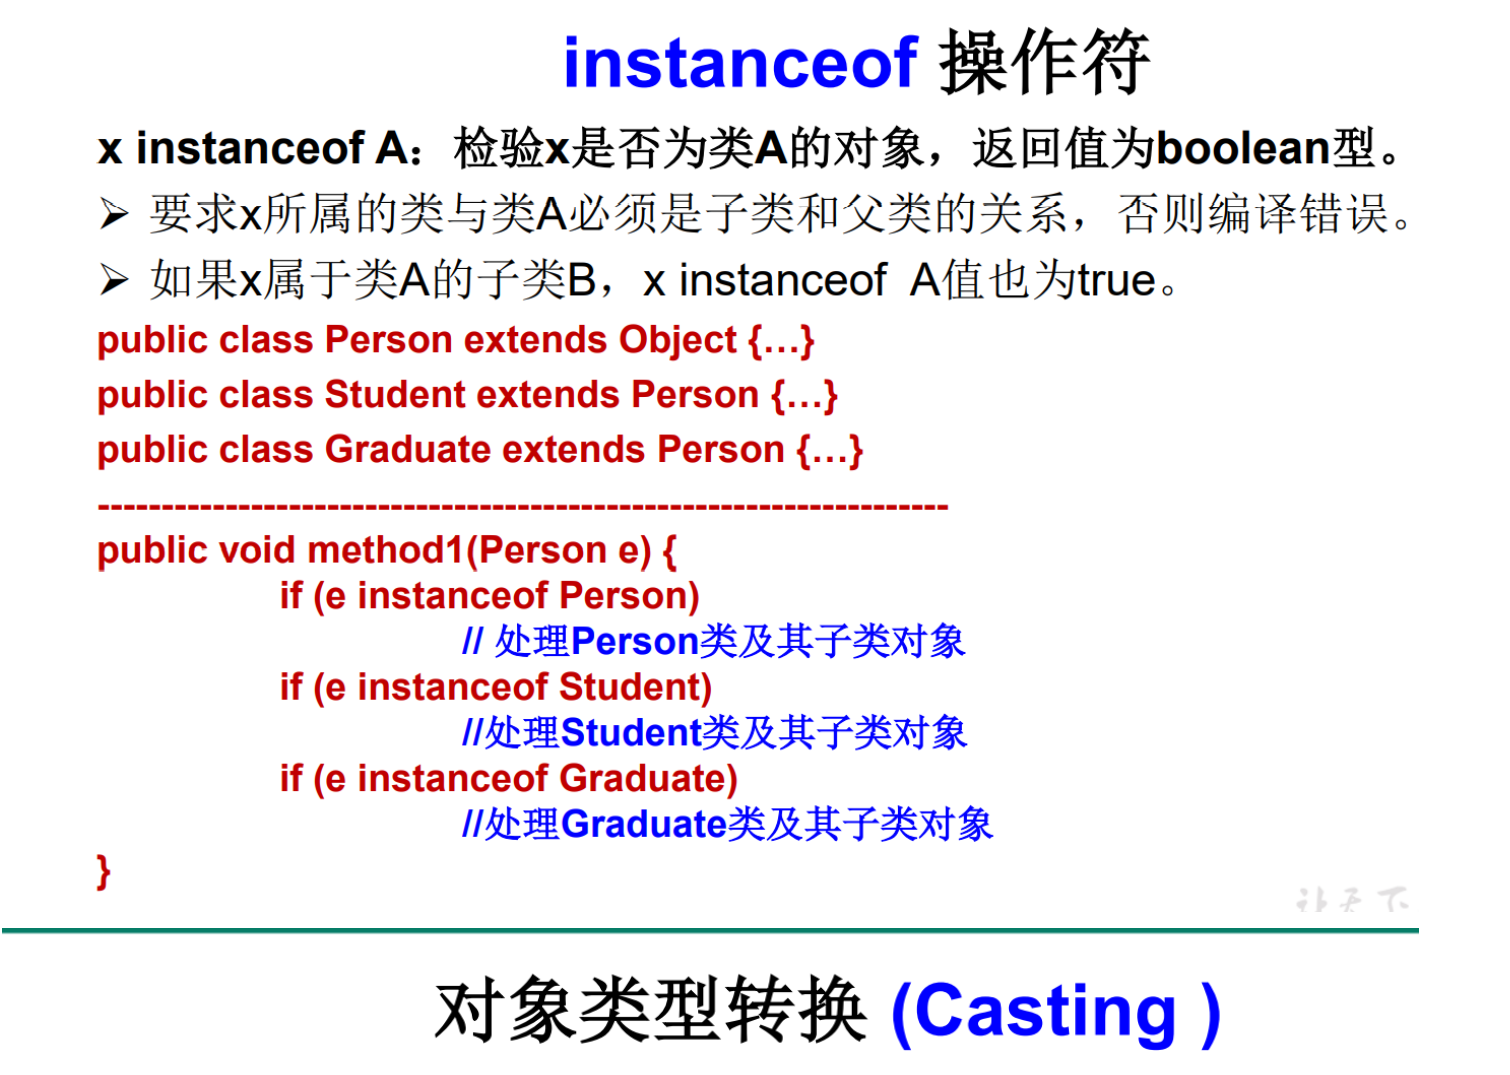 instanceof 操作符
x instanceof A：检验x是否为类A的对象，返回值为boolean型。
➢ 要求x所属的类与类A必须是子类和父类的关系，否则编译错误。
➢ 如果x属于类A的子类B，x instanceof A值也为true。
public class Person extends Object {…}
public class Student extends Person {…}
public class Graduate extends Person {…}
-------------------------------------------------------------------
public void method1(Person e) {
if (e instanceof Person)
// 处理Person类及其子类对象
if (e instanceof Student)
//处理Student类及其子类对象
if (e instanceof Graduate)
//处理Graduate类及其子类对象
}
让天下
对象类型转换 (Casting )